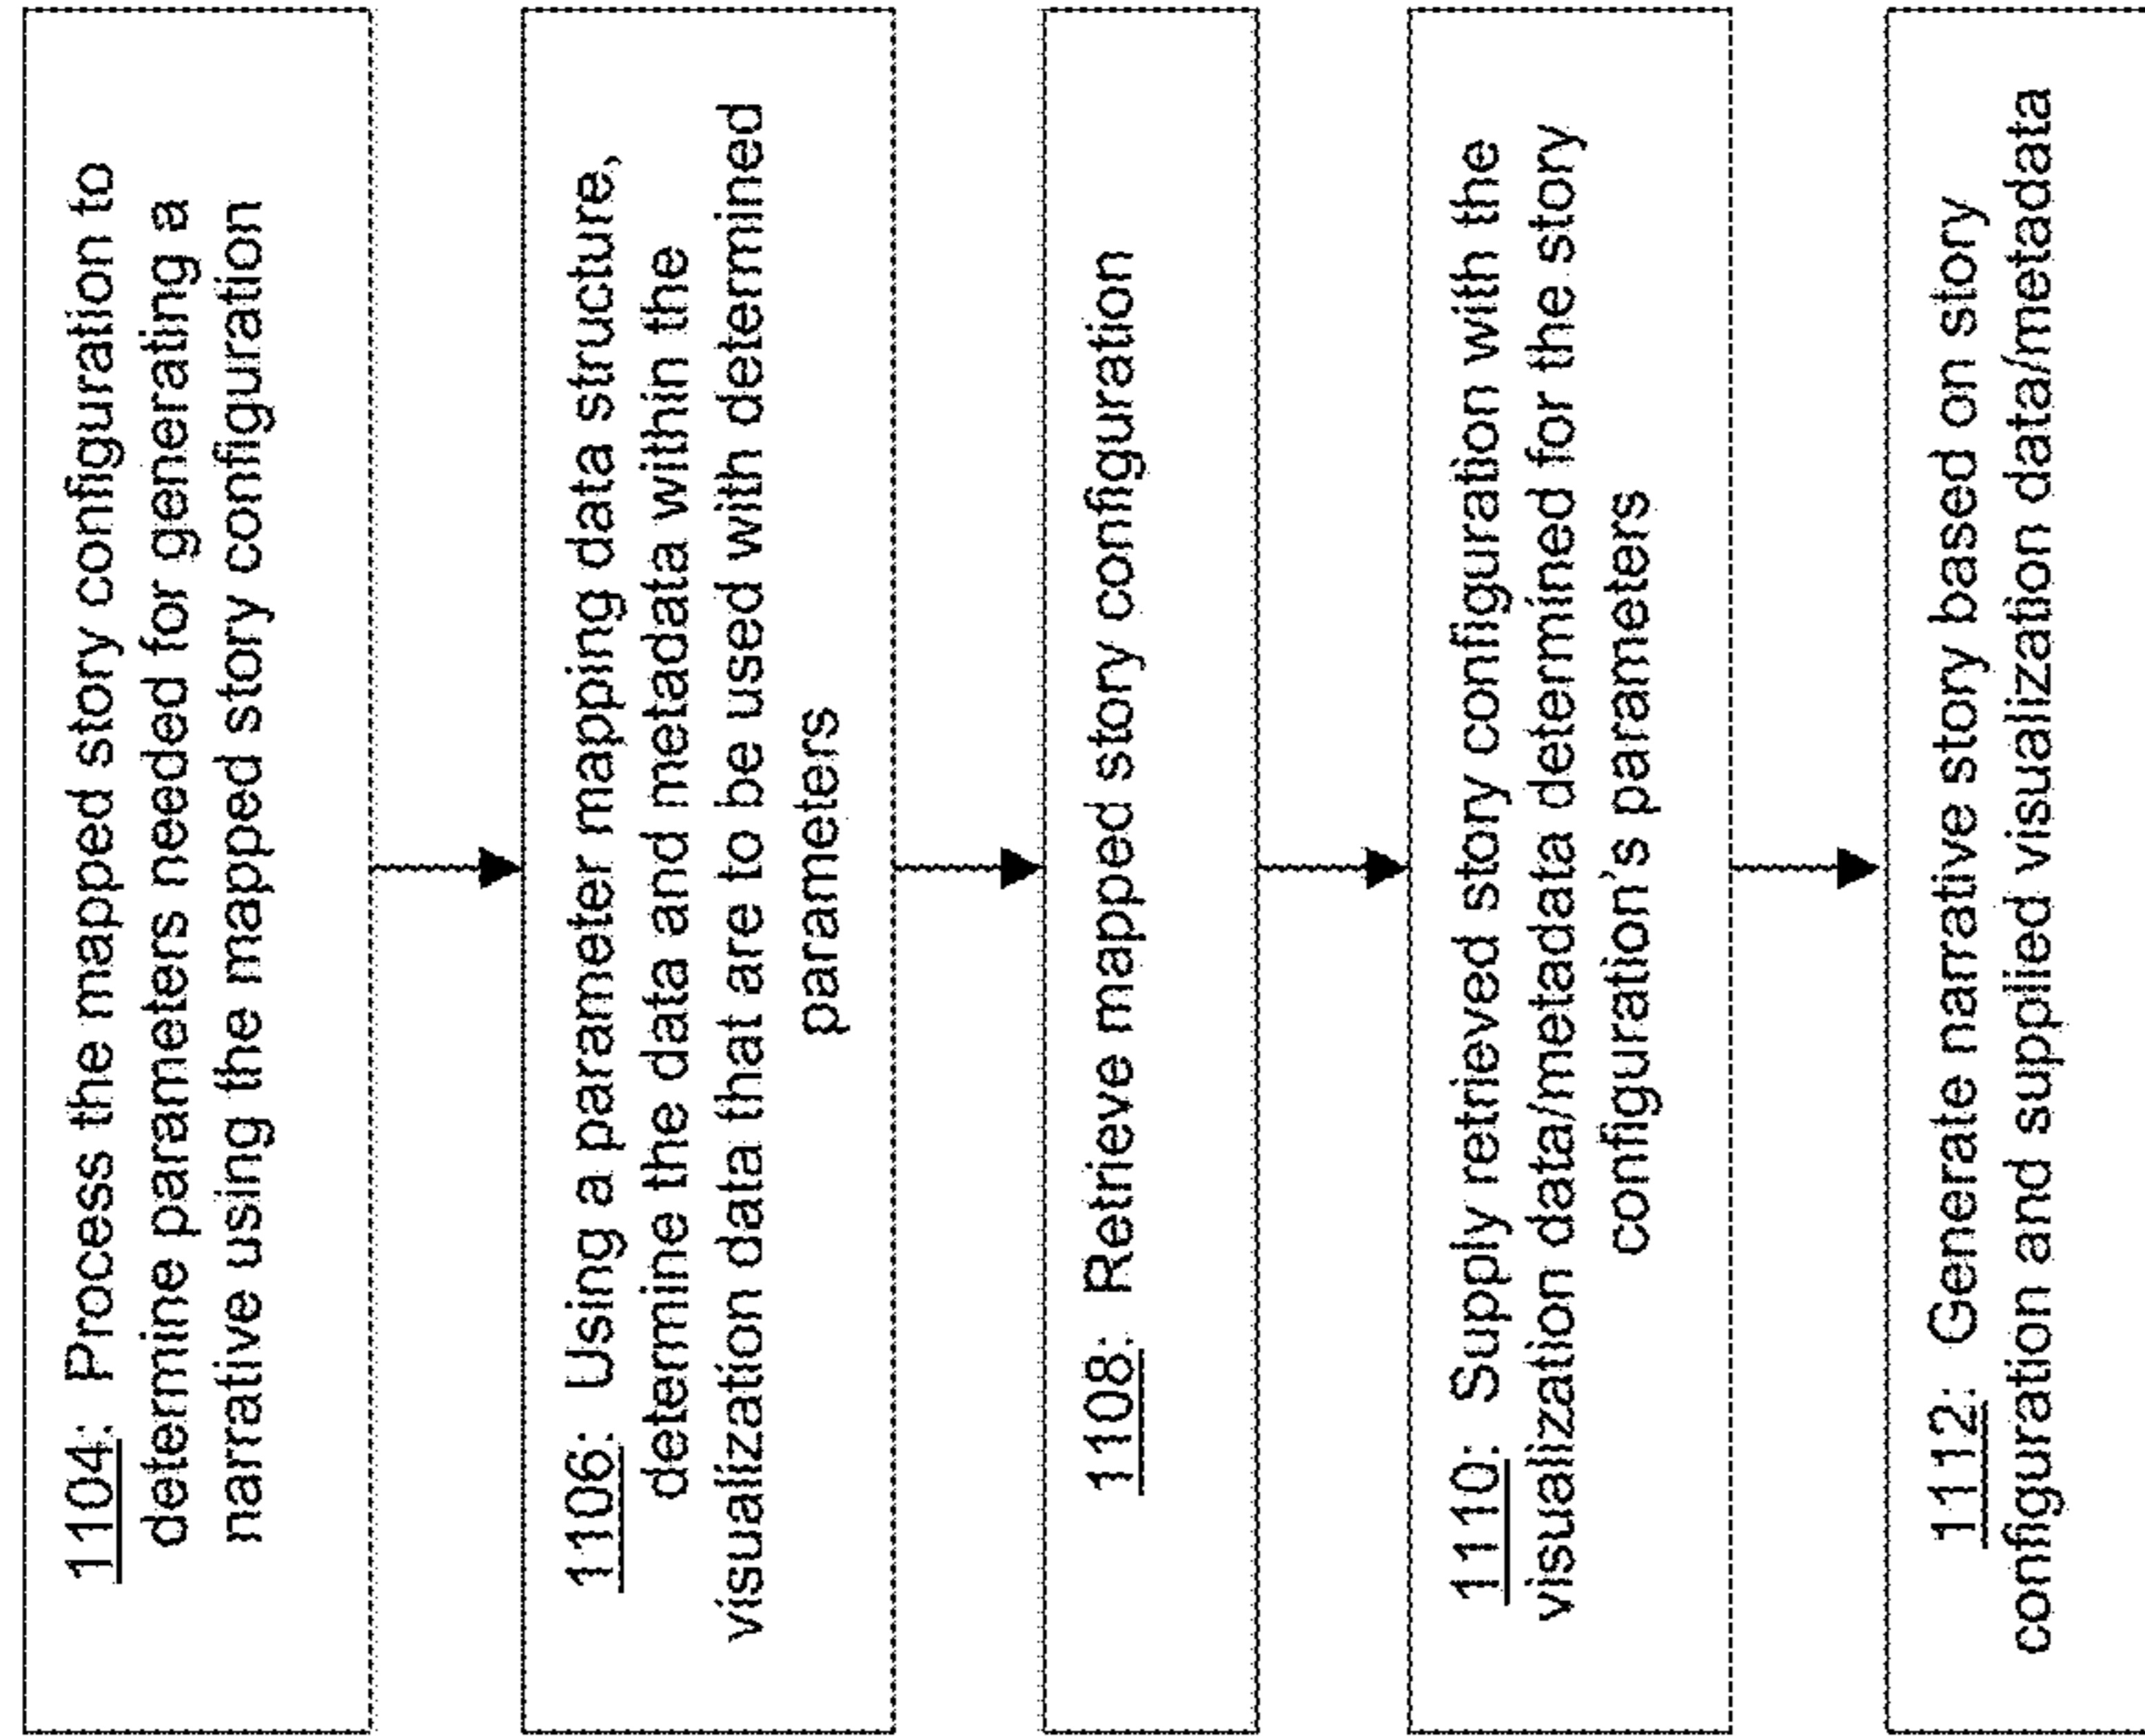 1104: Process the mapped story configuration to
determine parameters needed for generating a
narrative using the mapped story configuration
1106: Using a parameter mapping data structure,
determine the data and metadata within the
visualization data that are to be used with determined
parameters
1108: Retrieve mapped story configuration
1110: Supply retrieved story configuration with the
visualization data/metadata determined for the story
configuration's parameters
1112: Generate narrative story based on story
configuration and supplied visualization data/metadata